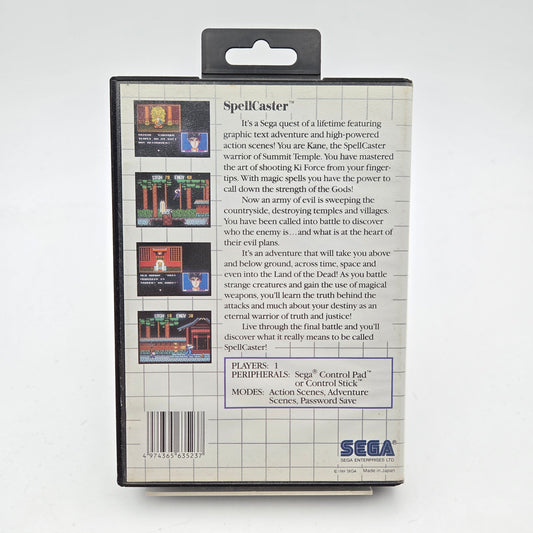 SpellCaster™
It's a Sega quest of a lifetime featuring
graphic text adventure and high-powered
action scenes! You are Kane, the SpellCaster
warrior of Summit Temple. You have mastered
the art of shooting Ki Force from your finger-
tips. With magic spells you have the power to
call down the strength of the Gods!
Now an army of evil is sweeping the
countryside, destroying temples and villages.
You have been called into battle to discover
who the enemy is...and what is at the heart of
their evil plans.
It's an adventure that will take you above
and below ground, across time, space and
even into the Land of the Dead! As you battle
strange creatures and gain the use of magical
weapons, you'll learn the truth behind the
attacks and much about your destiny as an
eternal warrior of truth and justice!
Live through the final battle and you'll
discover what it really means to be called
SpellCaster!
PLAYERS: 1
PERIPHERALS: Sega® Control Pad™
or Control Stick™
MODES: Action Scenes, Adventure
Scenes, Password Save
4 974365 635237
SEGA
SEGA ENTERPRISES LTD.
SEGA Made in Japan